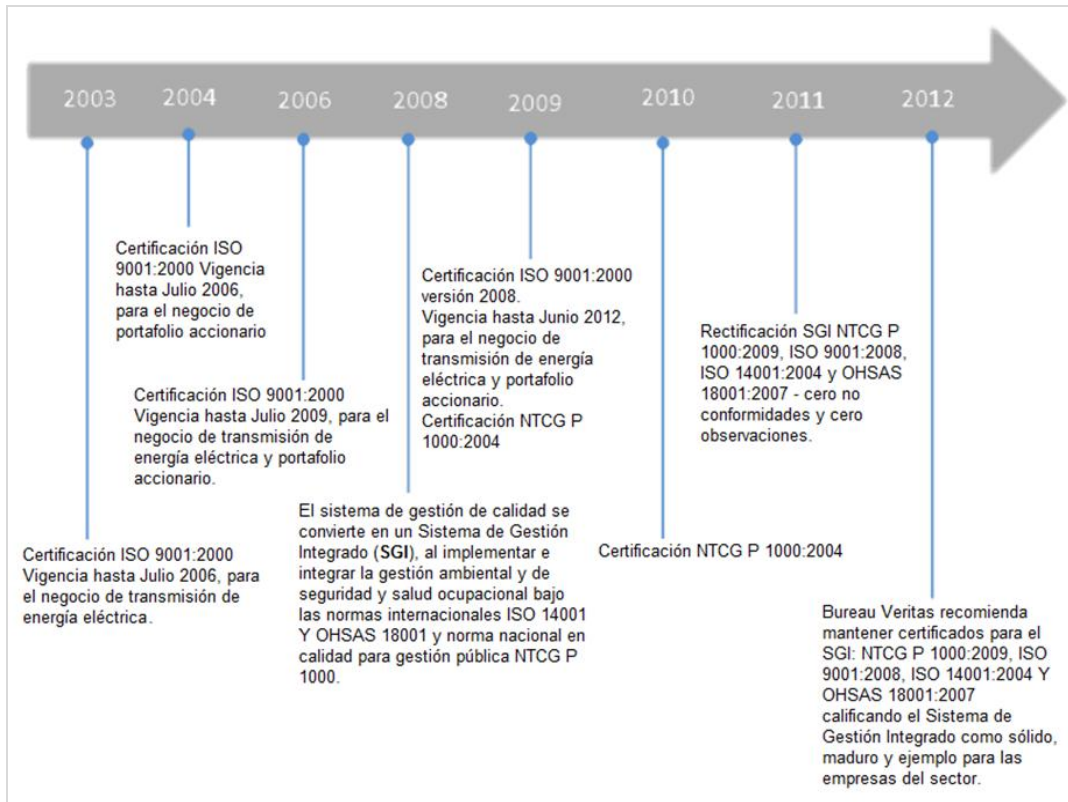 2003 2004 2006 2008 2009 2010 2011 2012
Certificación ISO
9001:2000 Vigencia
hasta Julio 2006,
para el negocio de
portafolio accionario
Certificación ISO 9001:2000
versión 2008.
Vigencia hasta Junio 2012,
para el negocio de
transmisión de energía
eléctrica y portafolio
accionario.
Certificación NTCG P
1000:2004
Rectificación SGI NTCG P
1000:2009, ISO 9001:2008,
ISO 14001:2004 y OHSAS
18001:2007 - cero no
conformidades y cero
observaciones.
Certificación ISO 9001:2000
Vigencia hasta Julio 2009, para el
negocio de transmisión de
energía eléctrica y portafolio
accionario.
El sistema de gestión de calidad se
convierte en un Sistema de Gestión
Integrado (SGI), al implementar e
integrar la gestión ambiental y de
seguridad y salud ocupacional bajo
las normas internacionales ISO 14001
Y OHSAS 18001 y norma nacional en
calidad para gestión pública NTCG P
1000.
Certificación ISO 9001:2000
Vigencia hasta Julio 2006, para
el negocio de transmisión de
energía eléctrica.
Certificación NTCG P 1000:2004
Bureau Veritas recomienda
mantener certificados para el
SGI: NTCG P 1000:2009, ISO
9001:2008, ISO 14001:2004 Y
OHSAS 18001:2007
calificando el Sistema de
Gestión Integrado como sólido,
maduro y ejemplo para las
empresas del sector.